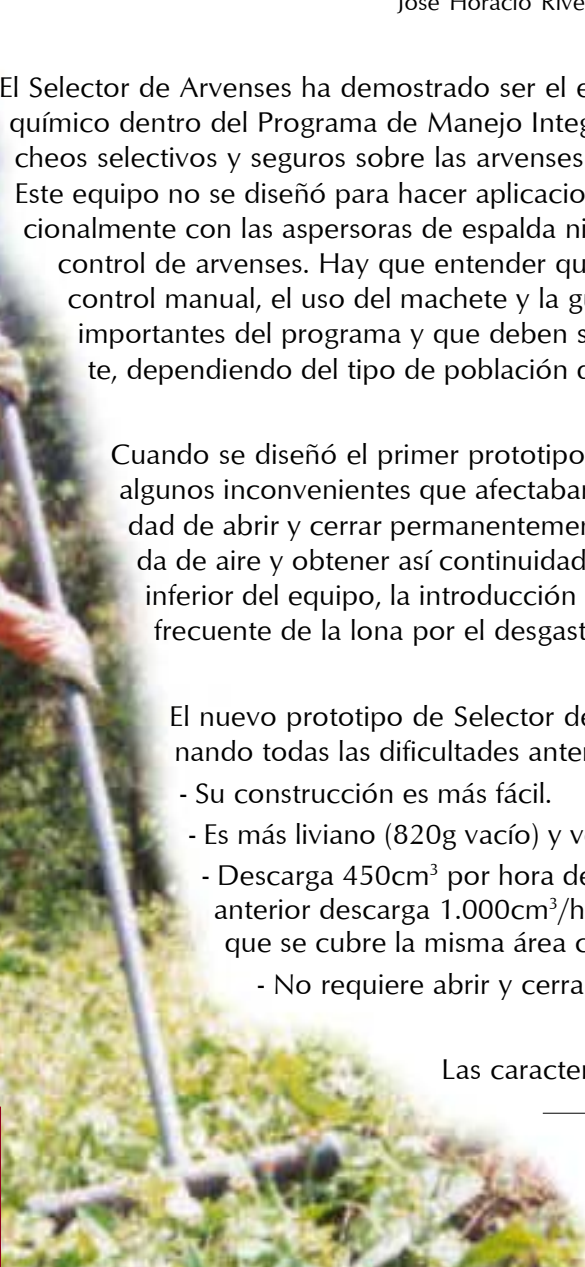 José Horacio Rive
El Selector de Arvenses ha demostrado ser el e
químico dentro del Programa de Manejo Integ
cheos selectivos y seguros sobre las arvenses
Este equipo no se diseñó para hacer aplicacio
cionalmente con las aspersoras de espalda ni
control de arvenses. Hay que entender qu
control manual, el uso del machete y la gu
importantes del programa y que deben s
te, dependiendo del tipo de población d
Cuando se diseñó el primer prototipo
algunos inconvenientes que afectaban
dad de abrir y cerrar permanentemen
da de aire y obtener así continuidad
inferior del equipo, la introducción
frecuente de la lona por el desgast
El nuevo prototipo de Selector de
nando todas las dificultades anter
- Su construcción es más fácil.
- Es más liviano (820g vacío) y v
- Descarga 450cm³ por hora de
anterior descarga 1.000cm³/h
que se cubre la misma área c
- No requiere abrir y cerra
Las caracter